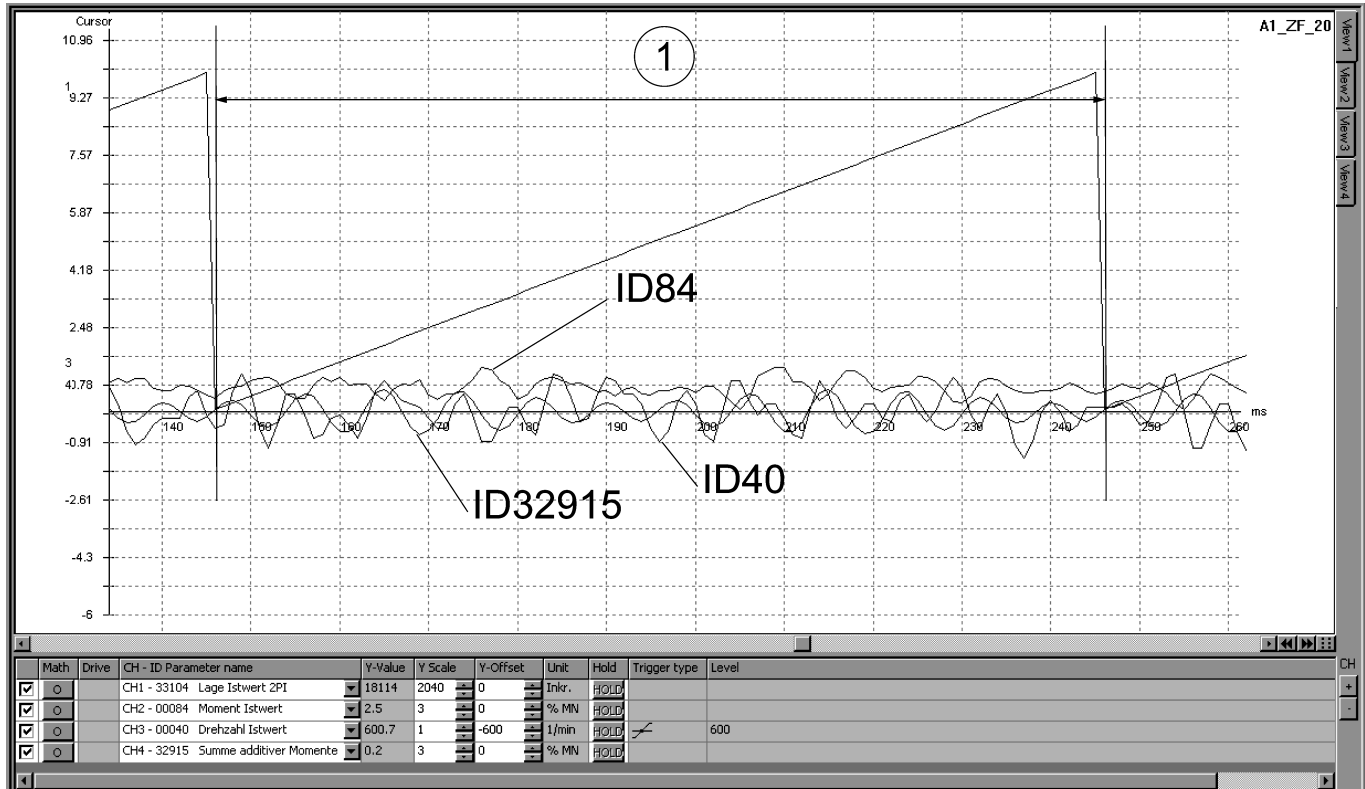 Cursor
A1_ZF_20
View1
View2
View3
View4
10.96
1
9.27
7.57
5.87
4.18
2.48
3
40.78
-0.91
-2.61
-4.3
-6
1
ID84
ID40
ID32915
140 150 160 170 180 190 200 210 220 230 240 250 260
ms
CH
+
-
Math Drive CH - ID Parameter name Y-Value Y Scale Y-Offset Unit Hold Trigger type Level
O CH1 - 33104 Lage Istwert 2PI 18114 2040 0 Inkr. HOLD
O CH2 - 00084 Moment Istwert 2.5 3 0 % MN HOLD
O CH3 - 00040 Drehzahl Istwert 600.7 1 -600 1/min HOLD 600
O CH4 - 32915 Summe additiver Momente 0.2 3 0 % MN HOLD